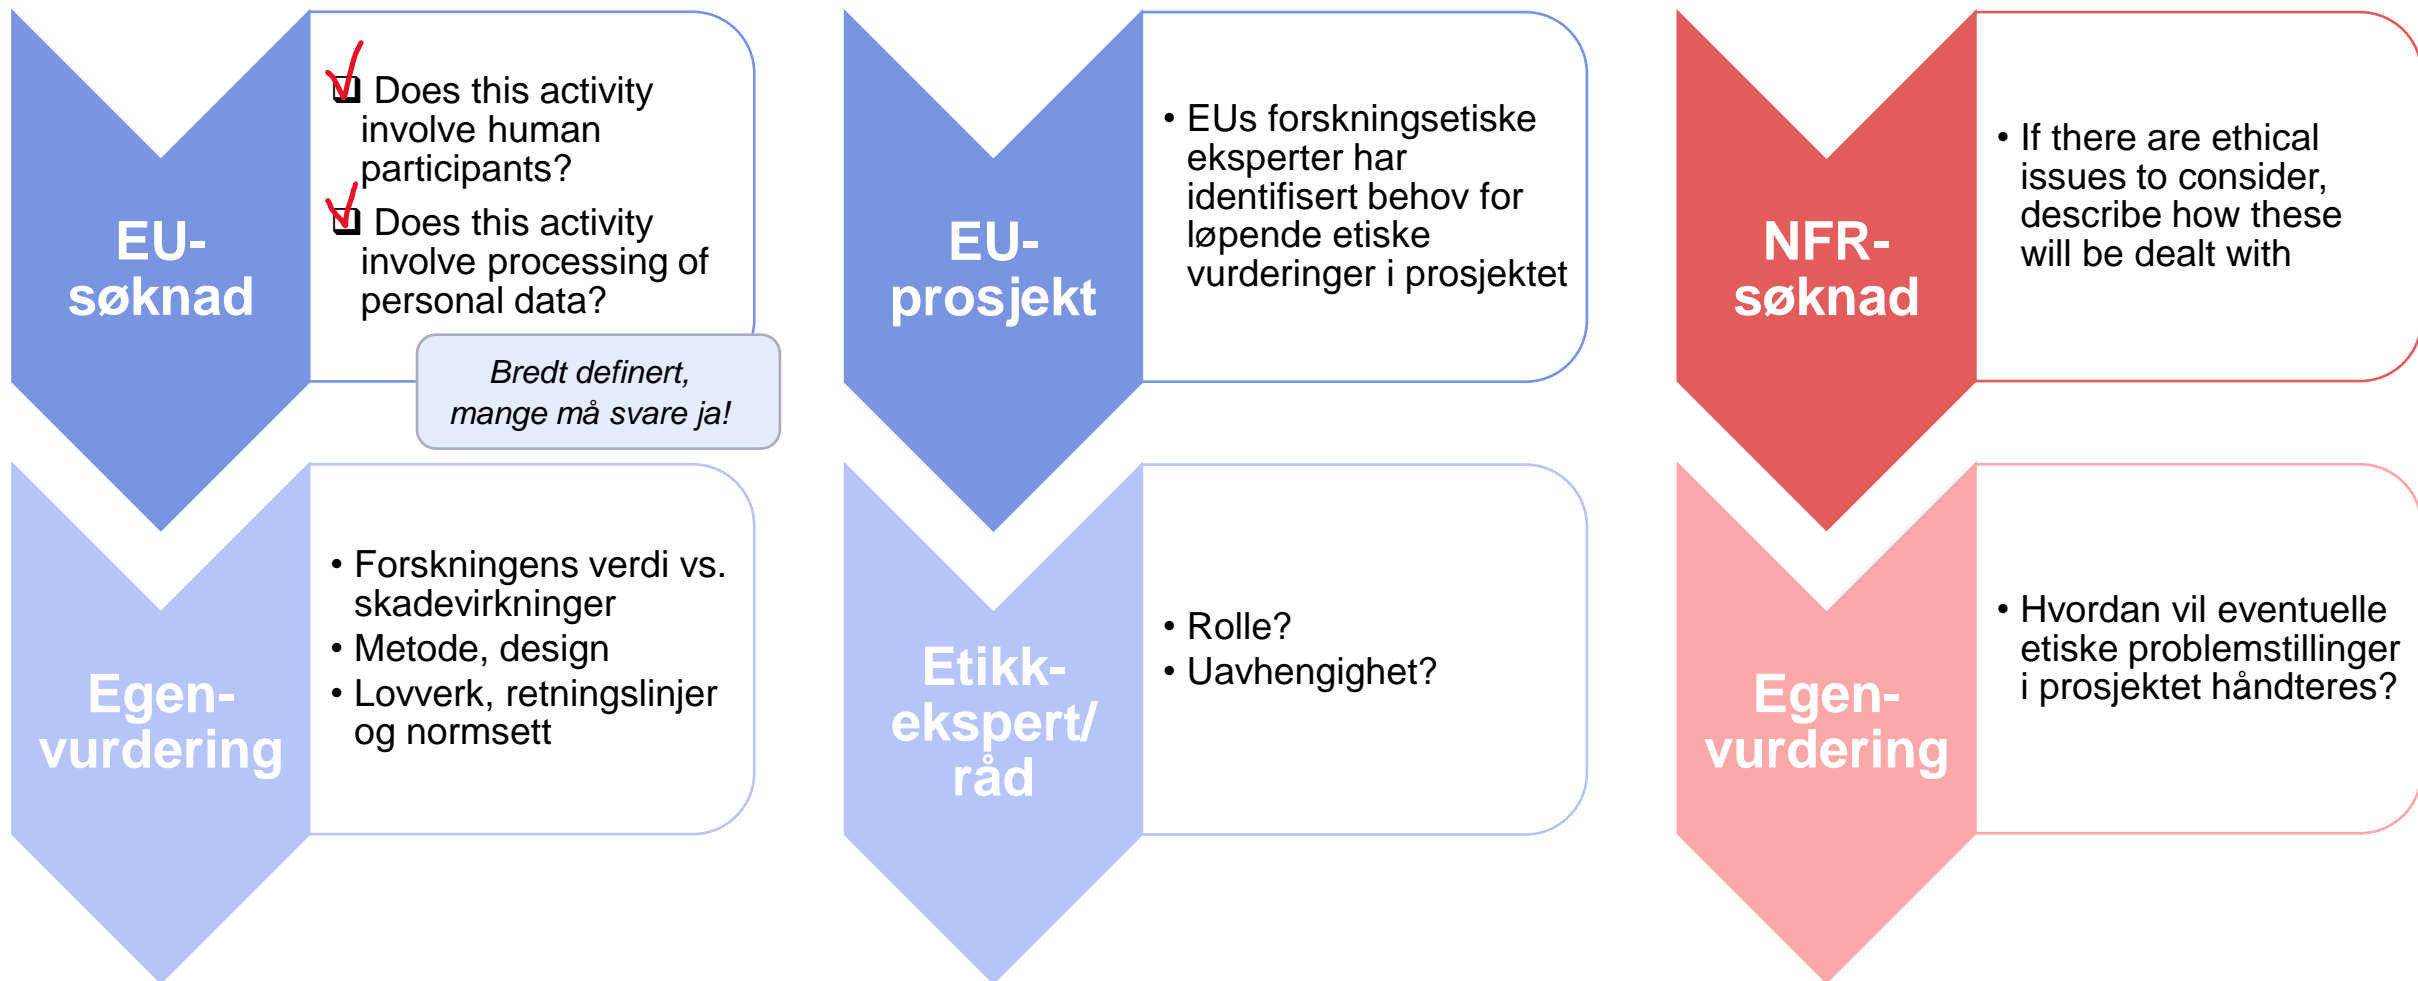 EU-
søknad
❑ Does this activity
involve human
participants?
❑ Does this activity
involve processing of
personal data?
Bredt definert,
mange må svare ja!
Egen-
vurdering
• Forskningens verdi vs.
skadevirkninger
• Metode, design
• Lovverk, retningslinjer
og normsett
EU-
prosjekt
• EUs forskningsetiske
eksperter har
identifisert behov for
løpende etiske
vurderinger i prosjektet
Etikk-
ekspert/
råd
• Rolle?
• Uavhengighet?
NFR-
søknad
• If there are ethical
issues to consider,
describe how these
will be dealt with
Egen-
vurdering
• Hvordan vil eventuelle
etiske problemstillinger
i prosjektet håndteres?